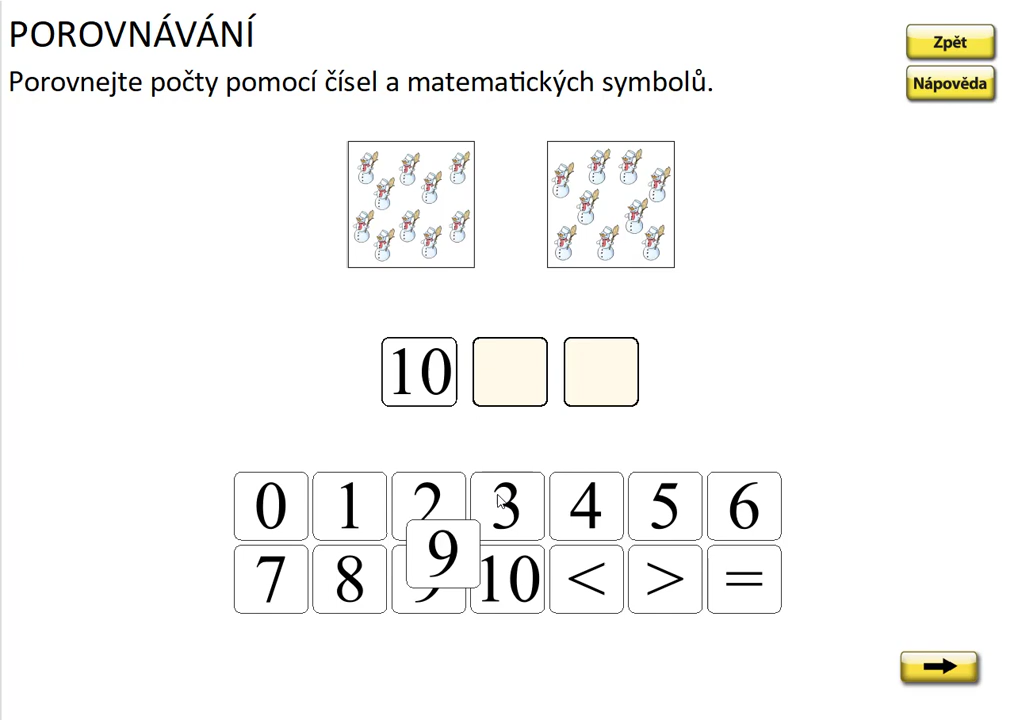 POROVNÁVÁNÍ
Zpět
Porovnejte počty pomocí čísel a matematických symbolů.
Nápověda
10
0 1 2 3 4 5 6
9
7 8 9 10 < > =